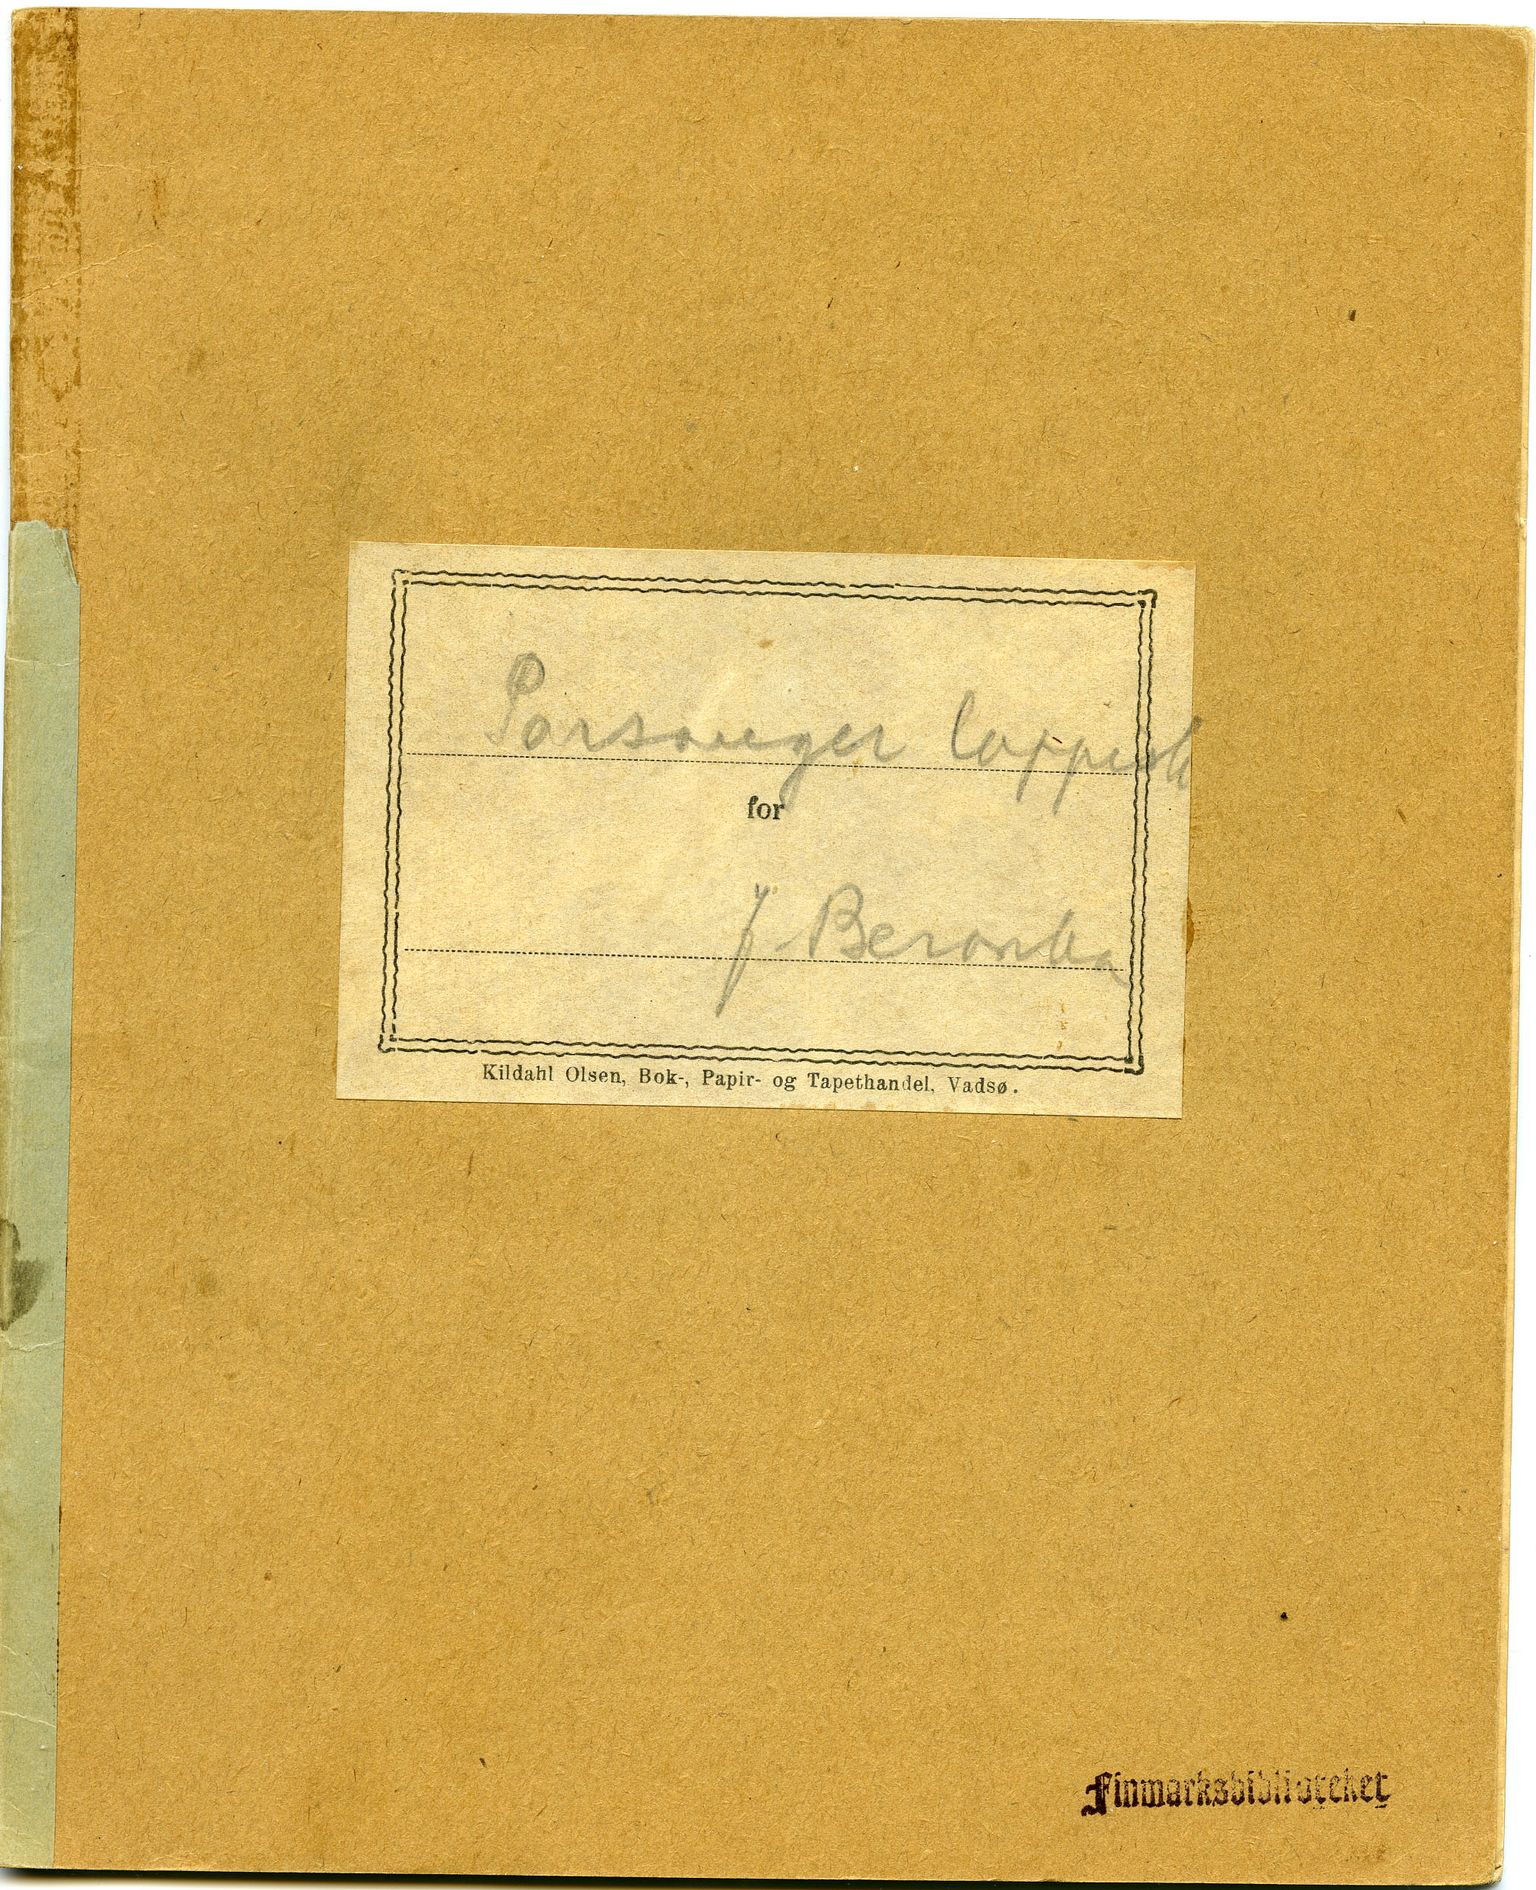 Porsanger lappisk
for
J. Beronka
Kildahl Olsen, Bok-, Papir- og Tapethandel, Vadsø.
Finmarksbiblioteket